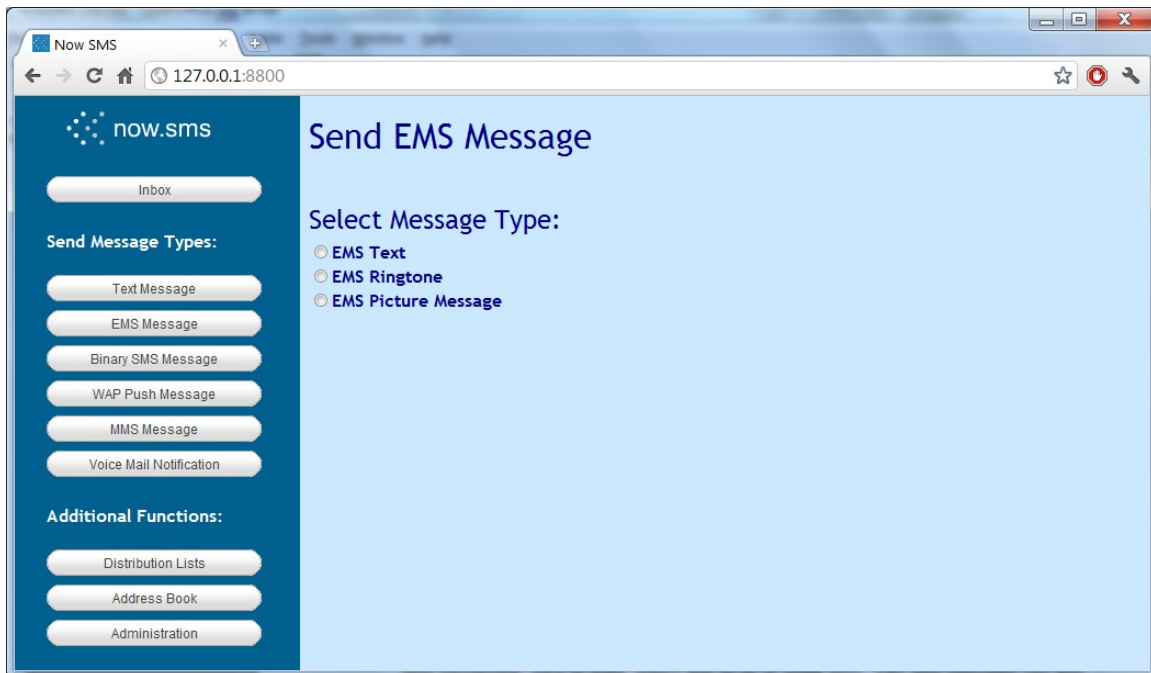 Now SMS
127.0.0.1:8800
now.sms
Inbox
Send Message Types:
Text Message
EMS Message
Binary SMS Message
WAP Push Message
MMS Message
Voice Mail Notification
Additional Functions:
Distribution Lists
Address Book
Administration
Send EMS Message
Select Message Type:
EMS Text
EMS Ringtone
EMS Picture Message